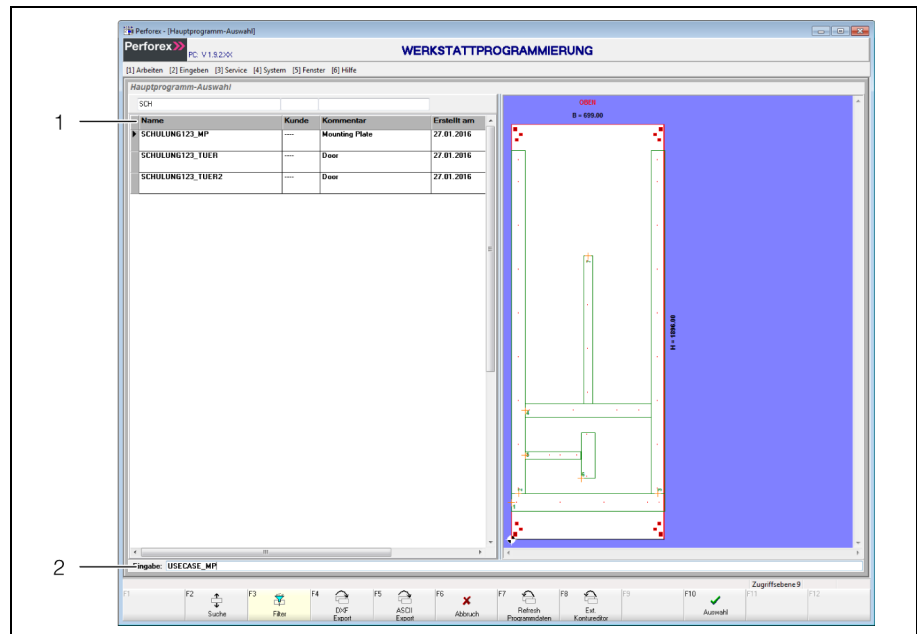 Perforex - [Hauptprogramm-Auswahl]
Perforex PC: V 1.9.2XX WERKSTATTPROGRAMMIERUNG
[1] Arbeiten [2] Eingeben [3] Service [4] System [5] Fenster [6] Hilfe
Hauptprogramm-Auswahl
SCH
1
Name Kunde Kommentar Erstellt am
SCHULUNG123_MP ---- Mounting Plate 27.01.2016
SCHULUNG123_TUER ---- Door 27.01.2016
SCHULUNG123_TUER2 ---- Door 27.01.2016
OBEN
B = 699.00
H = 1896.00
2
Eingabe: USECASE_MP
Zugriffsebene 9
F1
F2 Suche
F3 Filter
F4 DXF Export
F5 ASCII Export
F6 Abbruch
F7 Refresh Programmdaten
F8 Ext. Kontureditor
F9
F10 Auswahl
F11
F12